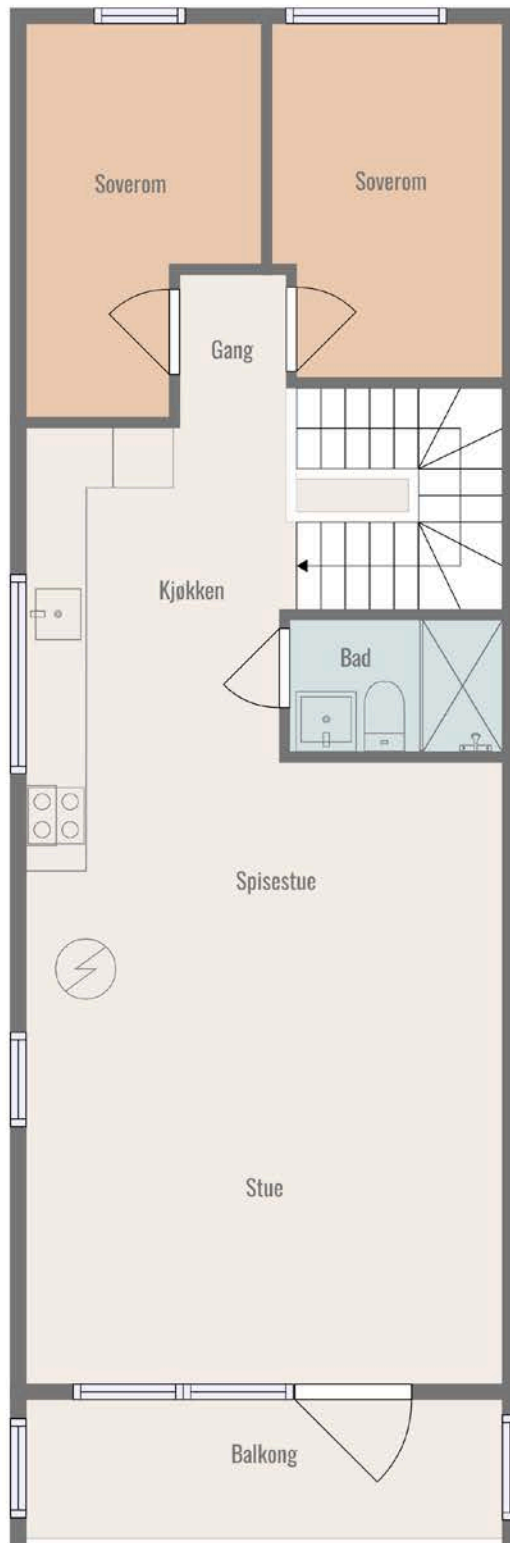 Soverom
Soverom
Gang
Kjøkken
Bad
Spisestue
Stue
Balkong